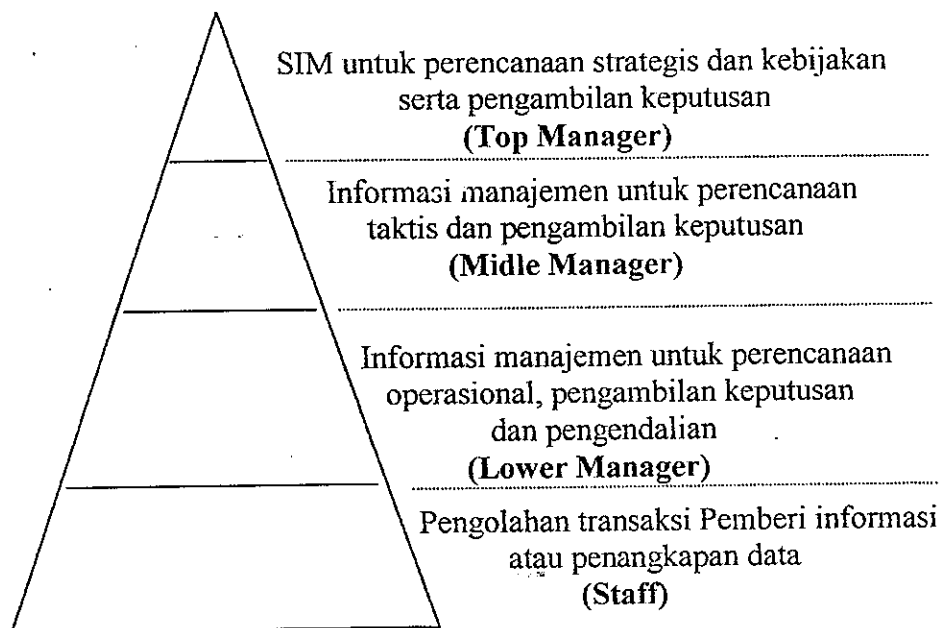 SIM untuk perencanaan strategis dan kebijakan
serta pengambilan keputusan
(Top Manager)
Informasi manajemen untuk perencanaan
taktis dan pengambilan keputusan
(Midle Manager)
Informasi manajemen untuk perencanaan
operasional, pengambilan keputusan
dan pengendalian
(Lower Manager)
Pengolahan transaksi Pemberi informasi
atau penangkapan data
(Staff)